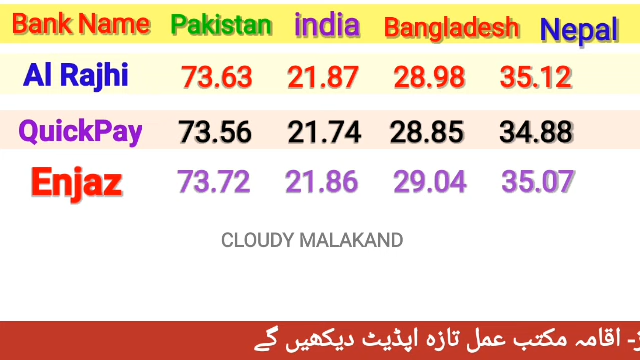 Bank Name Pakistan india Bangladesh Nepal
Al Rajhi 73.63 21.87 28.98 35.12
QuickPay 73.56 21.74 28.85 34.88
Enjaz 73.72 21.86 29.04 35.07
CLOUDY MALAKAND
اقامہ مکتب عمل تازہ اپڈیٹ دیکھیں گے